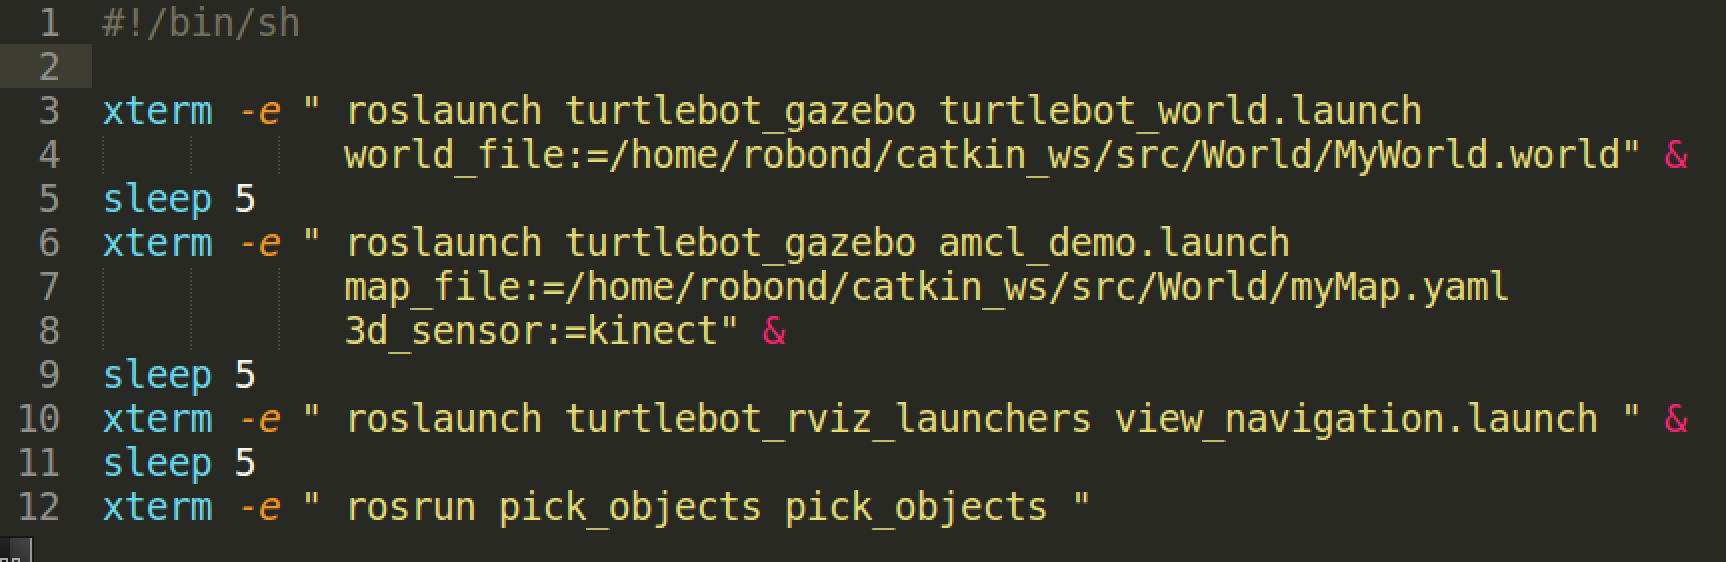 1 #!/bin/sh
2
3 xterm -e " roslaunch turtlebot_gazebo turtlebot_world.launch
4 world_file:=/home/robond/catkin_ws/src/World/MyWorld.world" &
5 sleep 5
6 xterm -e " roslaunch turtlebot_gazebo amcl_demo.launch
7 map_file:=/home/robond/catkin_ws/src/World/myMap.yaml
8 3d_sensor:=kinect" &
9 sleep 5
10 xterm -e " roslaunch turtlebot_rviz_launchers view_navigation.launch " &
11 sleep 5
12 xterm -e " rosrun pick_objects pick_objects "